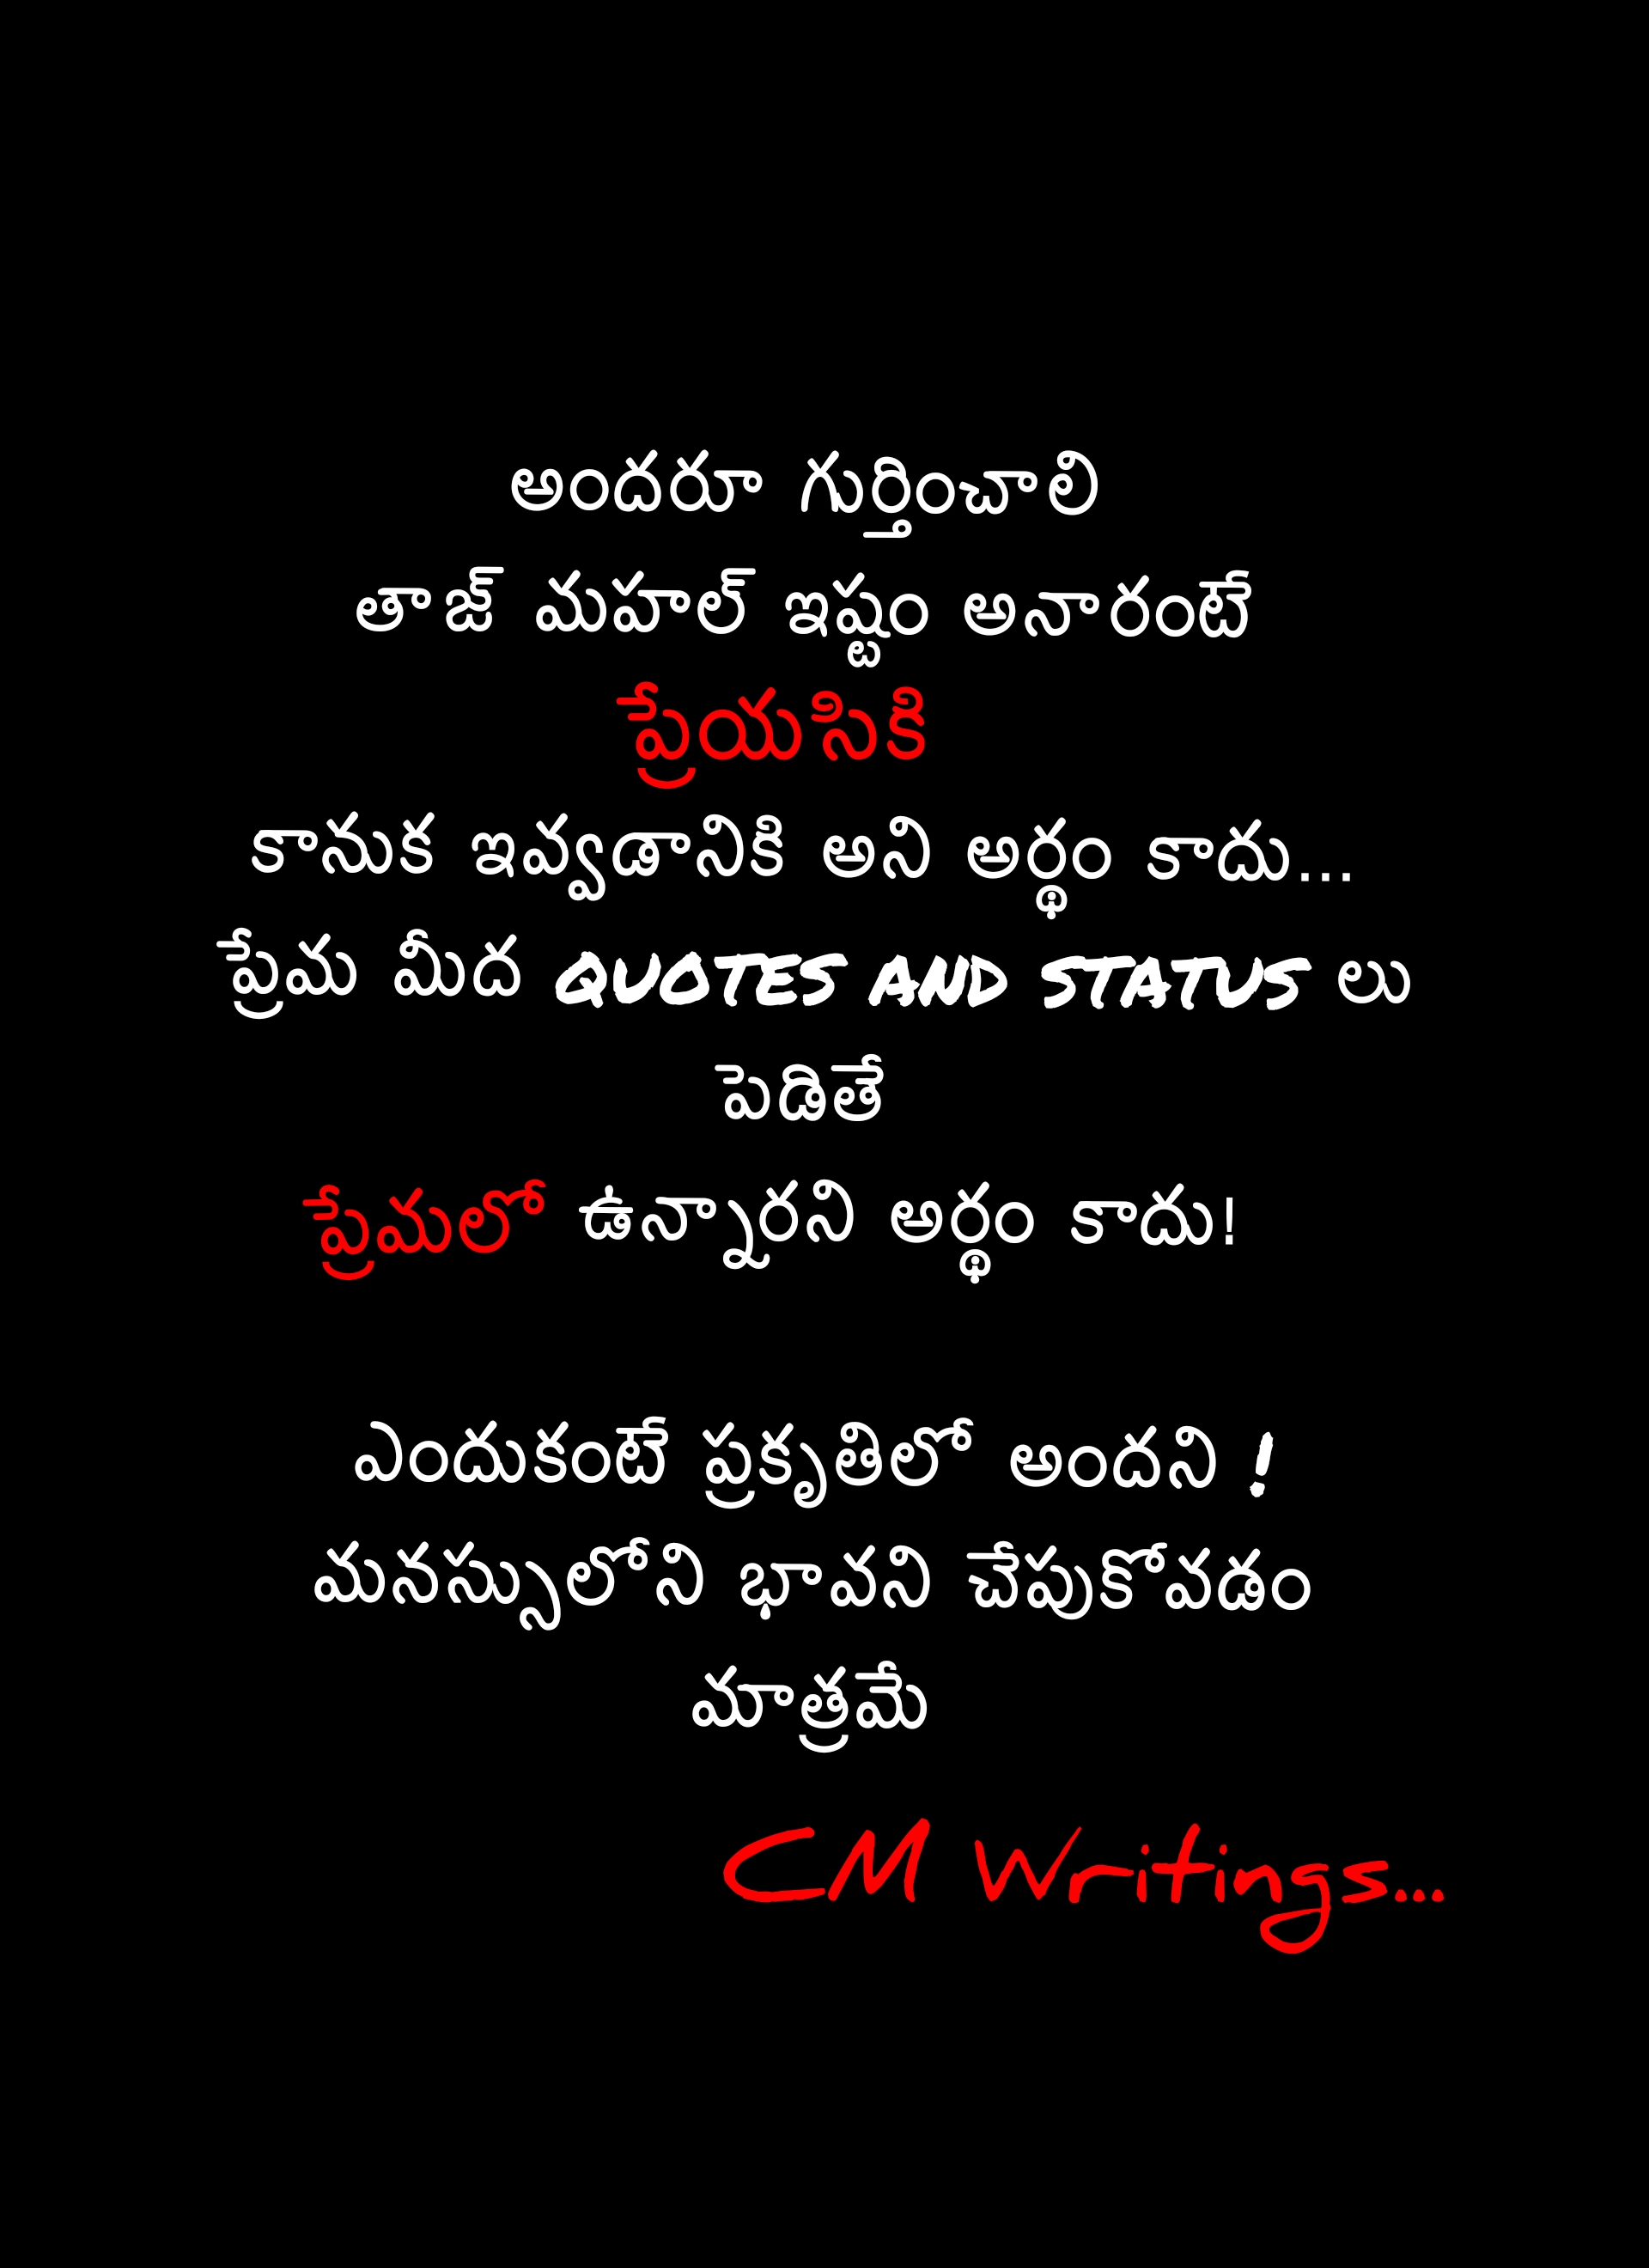 అందరూ గుర్తించాలి
తాజ్ మహల్ ఇష్టం అనారంటే
ప్రేయసికి
కానుక ఇవ్వడానికి అని అర్థం కాదు...
ప్రేమ మీద QUOTES AND STATUS లు
పెడితే
ప్రేమలో ఉన్నారని అర్థం కాదు!
ఎందుకంటే ప్రకృతిలో అందని !
మనస్సులోని భావని చేప్పుకోవడం
మాత్రమే
CM Writings...